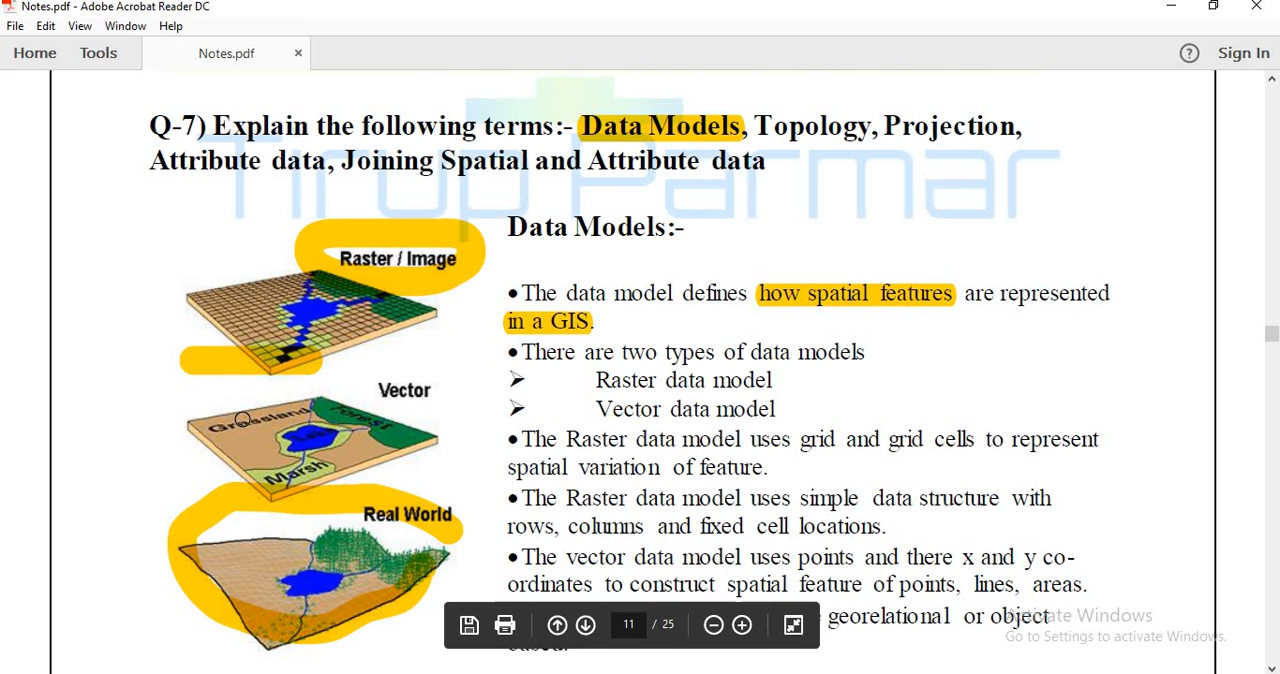 Notes.pdf - Adobe Acrobat Reader DC
File Edit View Window Help
Home Tools Notes.pdf × ? Sign In
Tirup Parmar
Q-7) Explain the following terms:- Data Models, Topology, Projection,
Attribute data, Joining Spatial and Attribute data
Data Models:-
Raster / Image
Vector
Grassland
Forest
Marsh
Real World
•The data model defines how spatial features are represented
in a GIS.
•There are two types of data models
➢ Raster data model
➢ Vector data model
•The Raster data model uses grid and grid cells to represent
spatial variation of feature.
•The Raster data model uses simple data structure with
rows, columns and fixed cell locations.
•The vector data model uses points and there x and y co-
ordinates to construct spatial feature of points, lines, areas.
georelational or object
11 / 25
Activate Windows
Go to Settings to activate Windows.